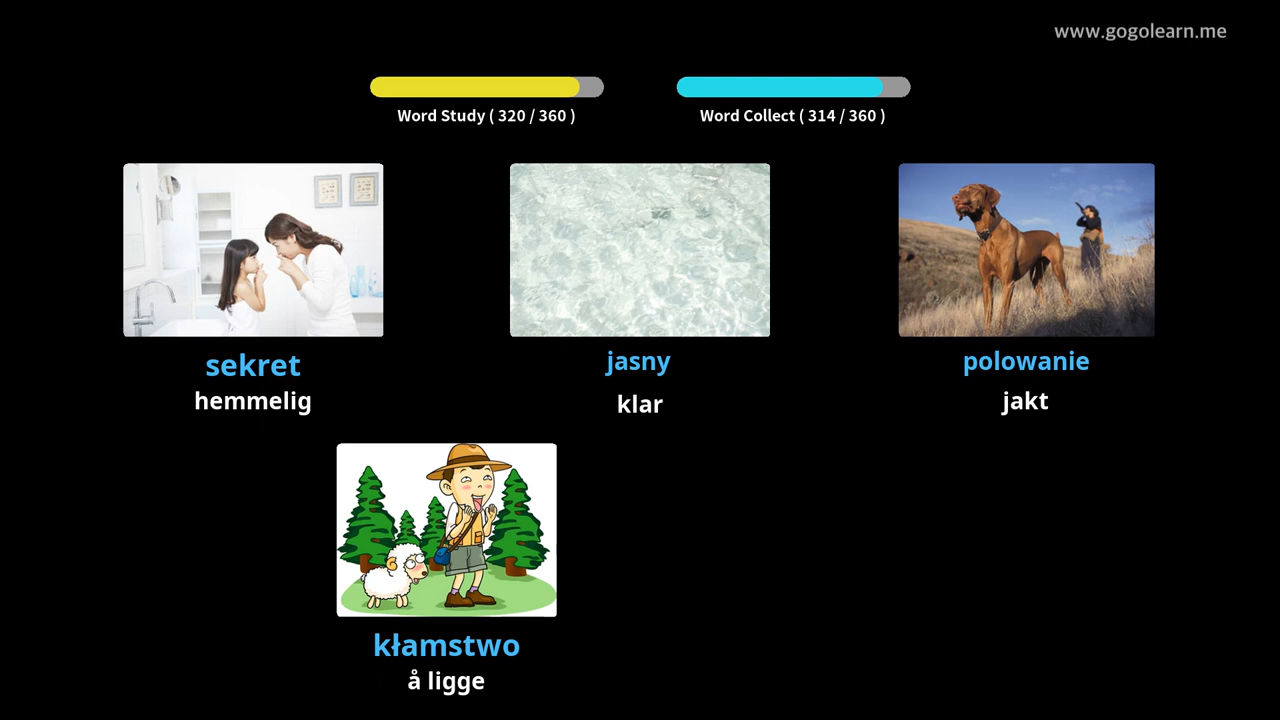 www.gogolearn.me
Word Study ( 320 / 360 )
Word Collect ( 314 / 360 )
sekret
hemmelig
jasny
klar
polowanie
jakt
kłamstwo
å ligge